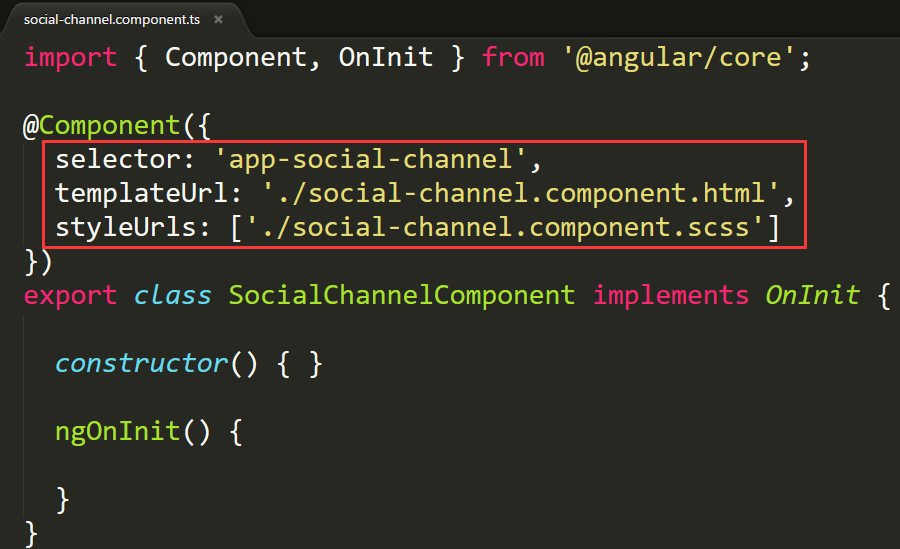 social-channel.component.ts ×
import { Component, OnInit } from '@angular/core';
@Component({
selector: 'app-social-channel',
templateUrl: './social-channel.component.html',
styleUrls: ['./social-channel.component.scss']
})
export class SocialChannelComponent implements OnInit {
constructor() { }
ngOnInit() {
}
}